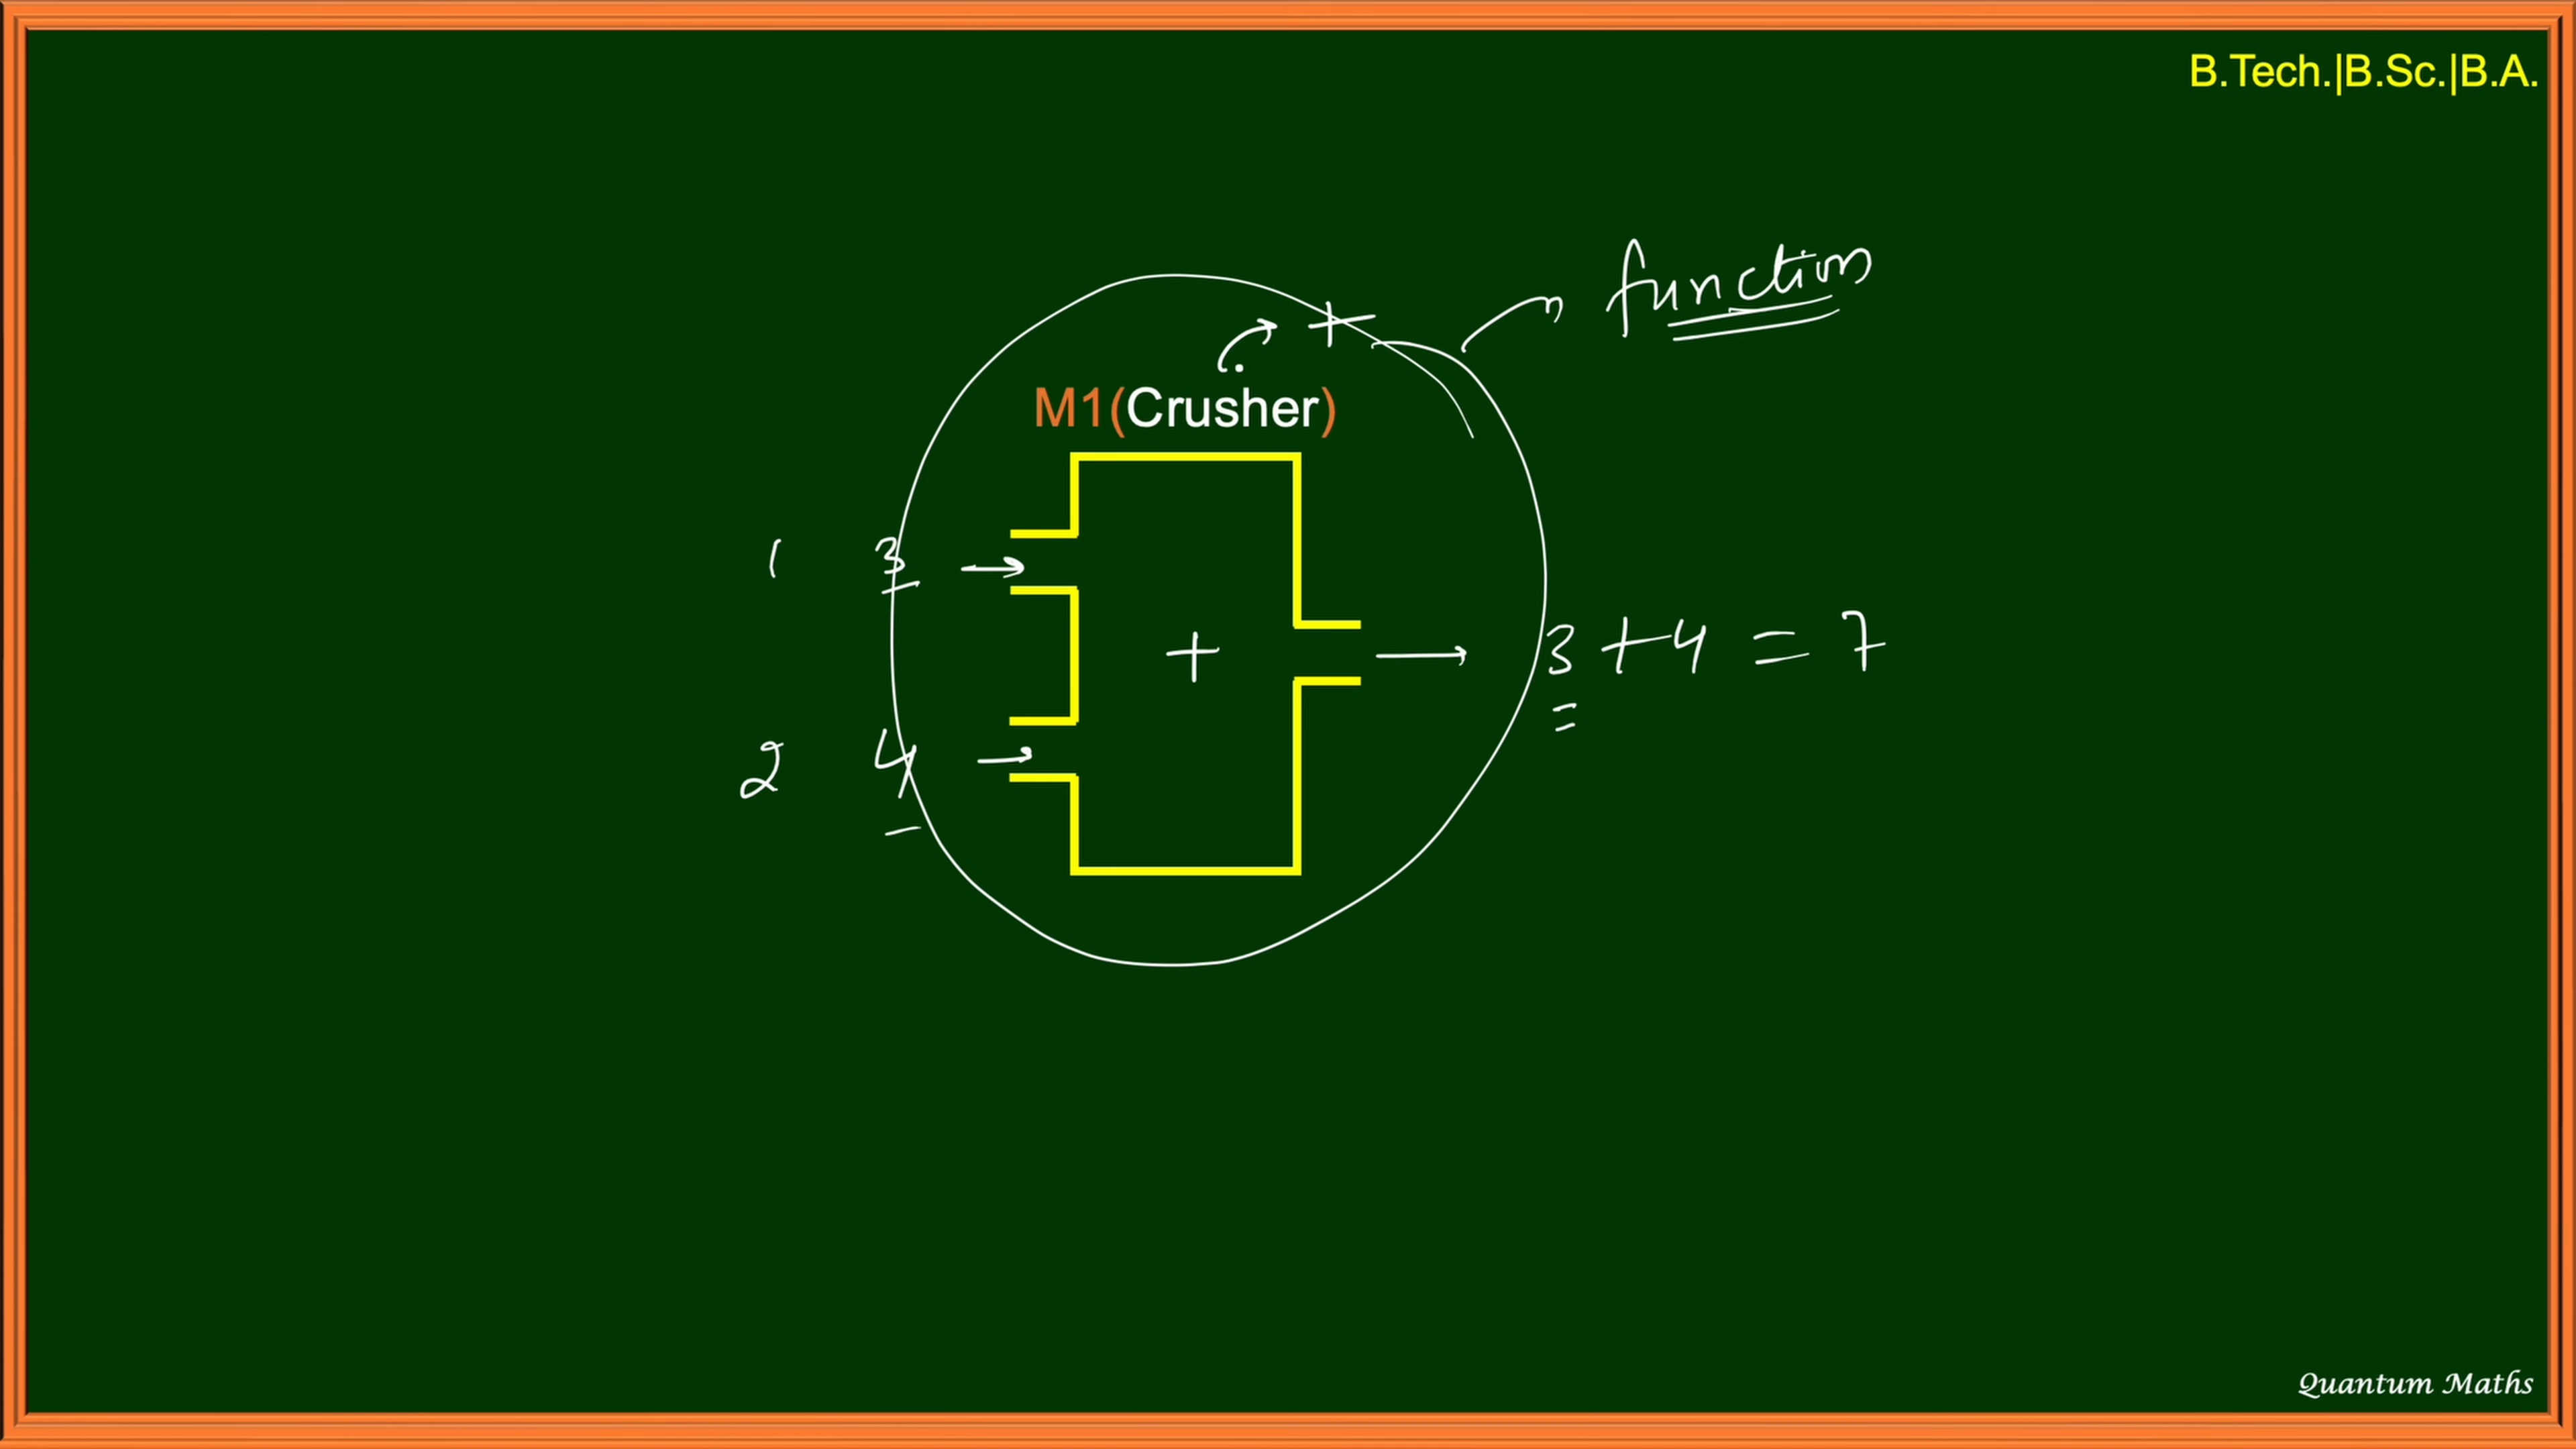 B.Tech.|B.Sc.|B.A.
function
+
M1(Crusher)
1 3 →
+ → 3 + 4 = 7
2 4 →
Quantum Maths